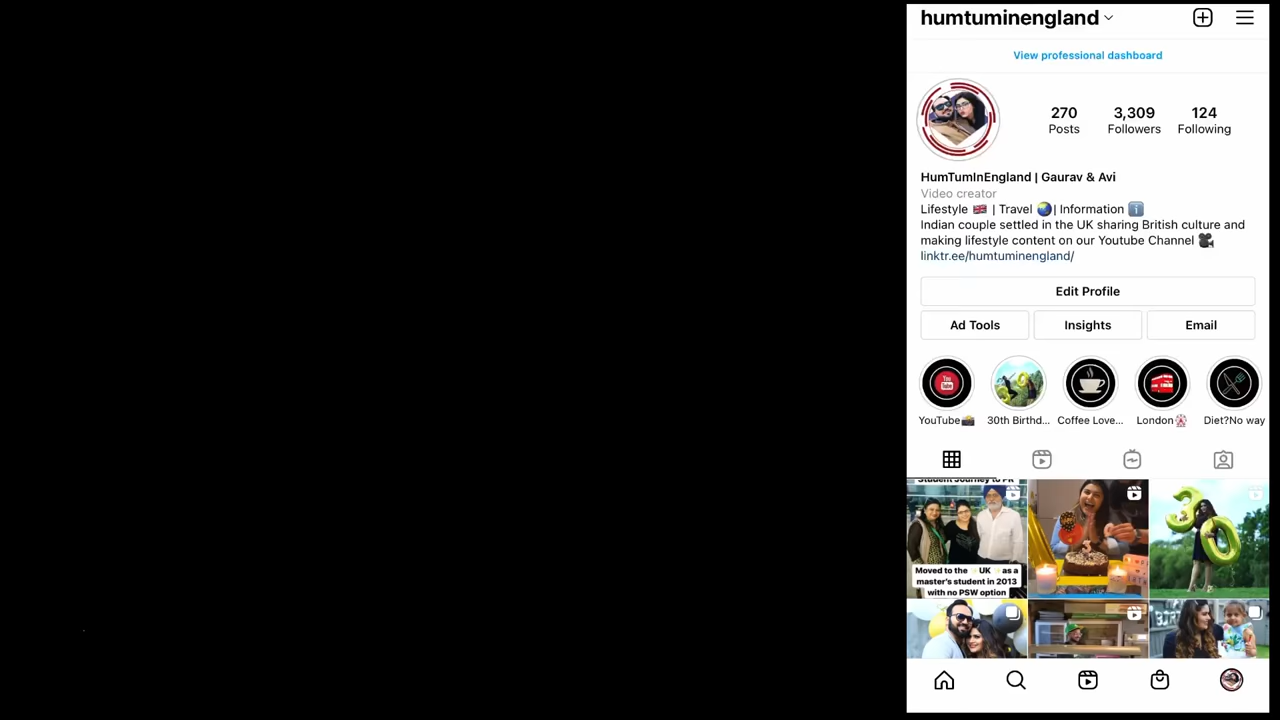 humtuminengland
View professional dashboard
270
Posts
3,309
Followers
124
Following
HumTumInEngland | Gaurav & Avi
Video creator
Lifestyle 🇬🇧 | Travel 🌏| Information ℹ️
Indian couple settled in the UK sharing British culture and
making lifestyle content on our Youtube Channel 🎥
linktr.ee/humtuminengland/
Edit Profile
Ad Tools
Insights
Email
You
Tube
YouTube📸
30th Birthd...
Coffee Love...
London🎡
Diet?No way
Student Journey to PR
Moved to the ✨UK ✨as a
master's student in 2013
with no PSW option
30